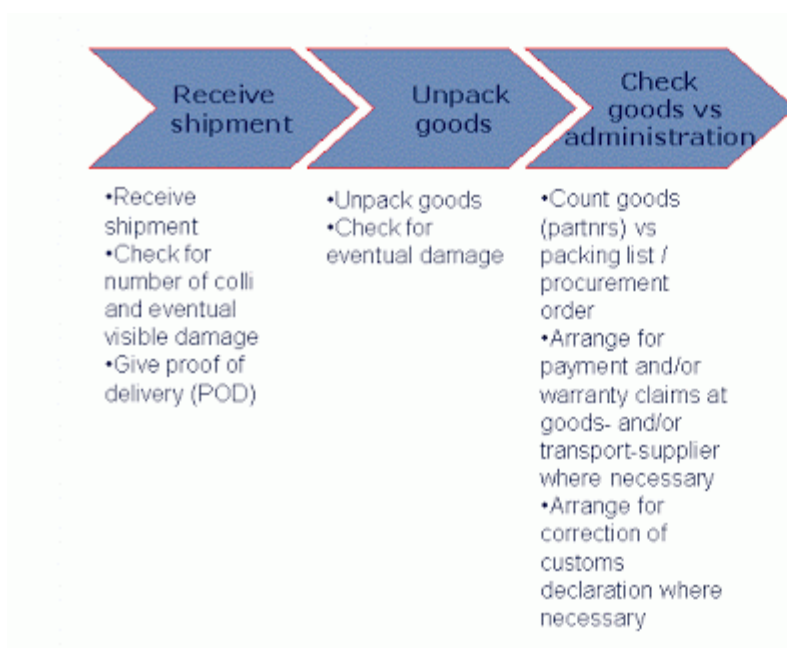 Receive
shipment
Unpack
goods
Check
goods vs
administration
•Receive
shipment
•Check for
number of colli
and eventual
visible damage
•Give proof of
delivery (POD)
•Unpack goods
•Check for
eventual damage
•Count goods
(partnrs) vs
packing list /
procurement
order
•Arrange for
payment and/or
warranty claims at
goods- and/or
transport-supplier
where necessary
•Arrange for
correction of
customs
declaration where
necessary